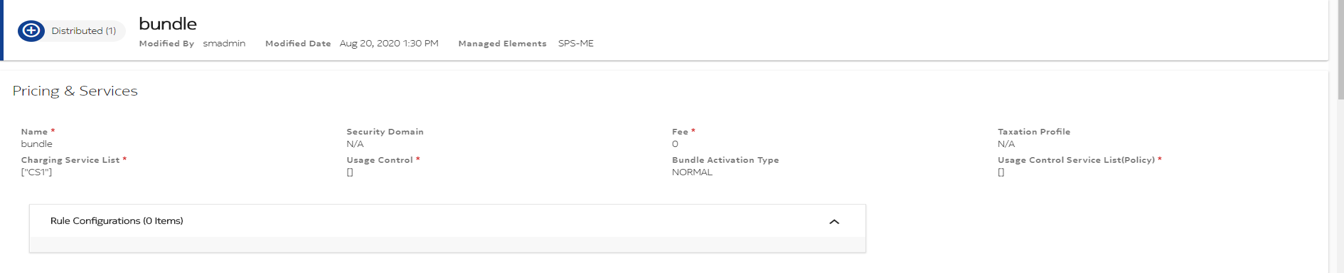 Distributed (1)
bundle
Modified By smadmin Modified Date Aug 20, 2020 1:30 PM Managed Elements SPS-ME
Pricing & Services
Name * Security Domain Fee * Taxation Profile
bundle N/A 0 N/A
Charging Service List * Usage Control * Bundle Activation Type Usage Control Service List(Policy) *
["CS1"] [] NORMAL []
Rule Configurations (0 Items)